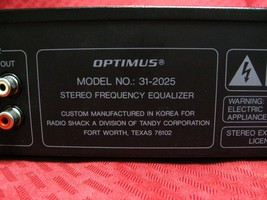 OUT
OPTIMUS®
MODEL NO.: 31-2025
STEREO FREQUENCY EQUALIZER
CUSTOM MANUFACTURED IN KOREA FOR
RADIO SHACK A DIVISION OF TANDY CORPORATION
FORT WORTH, TEXAS 76102
WARNING:
ELECTRIC
APPLIANCE
STEREO
LICEN